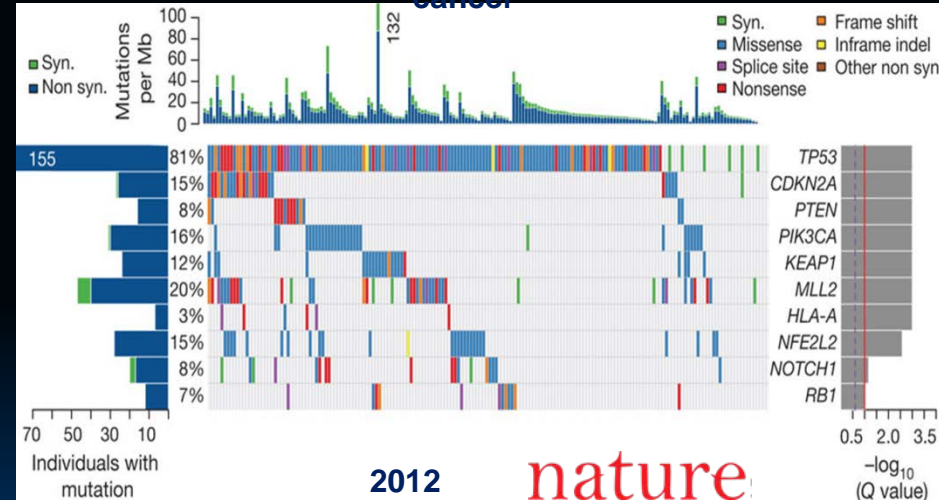 cancer
Mutations
per Mb
100
80
60
40
20
0
132
Syn.
Non syn.
Syn.
Missense
Splice site
Nonsense
Frame shift
Inframe indel
Other non syn
155
81% TP53
15% CDKN2A
8% PTEN
16% PIK3CA
12% KEAP1
20% MLL2
3% HLA-A
15% NFE2L2
8% NOTCH1
7% RB1
70 50 30 10
Individuals with
mutation
0.5 2.0 3.5
–log10
(Q value)
2012
nature